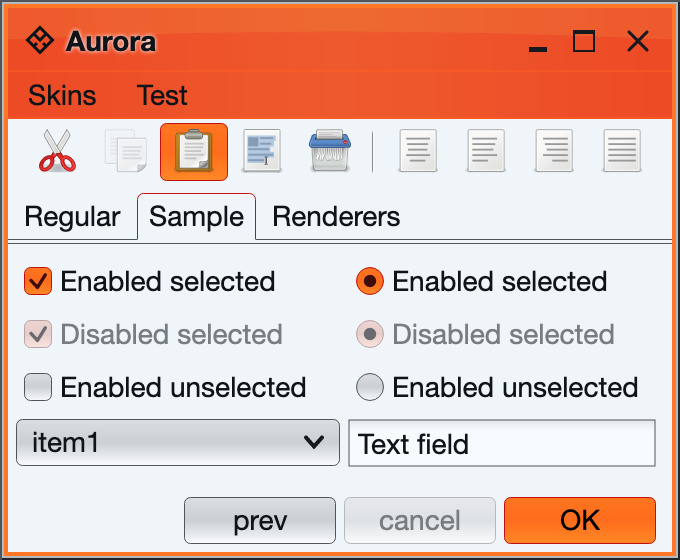 Aurora
Skins Test
Regular Sample Renderers
Enabled selected Enabled selected
Disabled selected Disabled selected
Enabled unselected Enabled unselected
item1 Text field
prev cancel OK